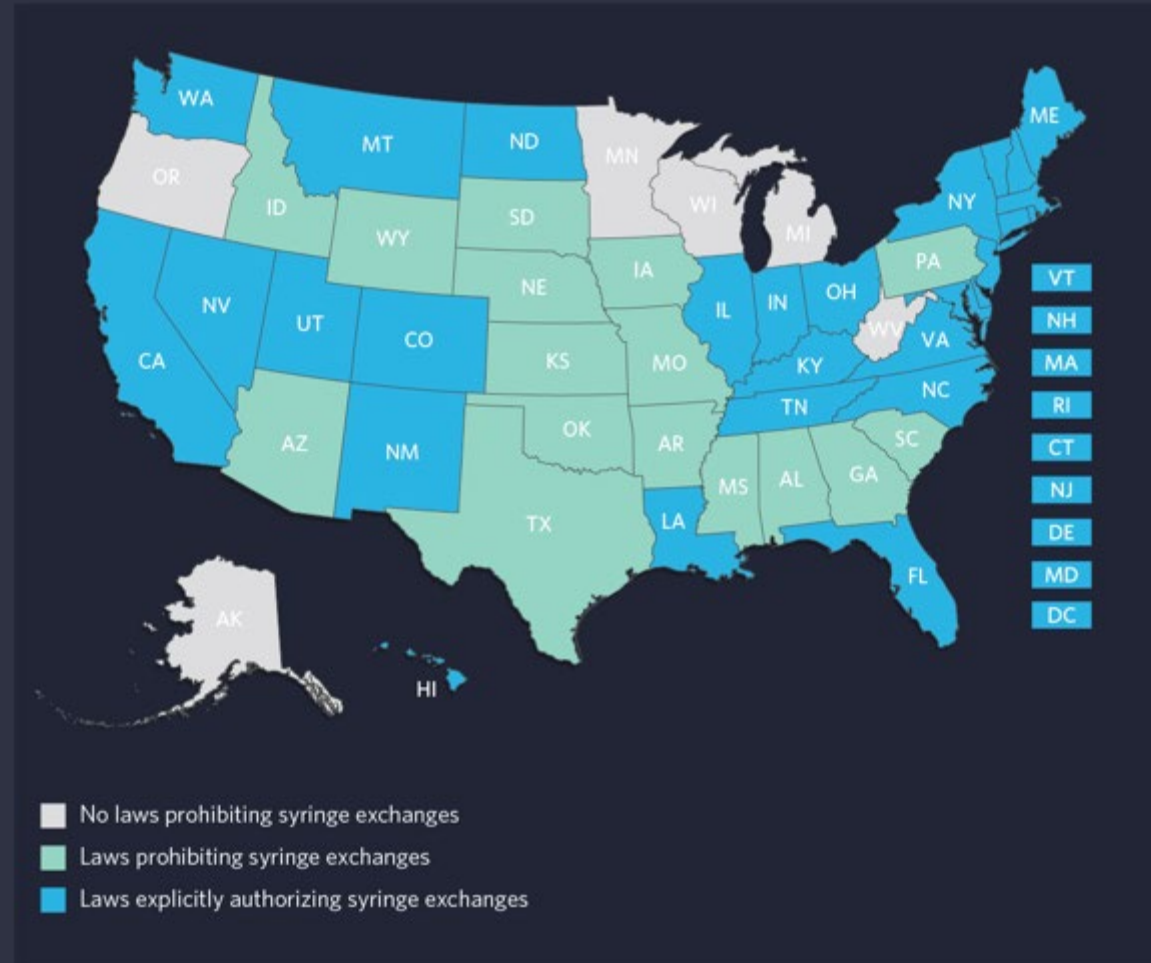 WA
MT
ND
MN
ME
OR
ID
SD
WI
NY
WY
MI
IA
PA
NE
NV
UT
CO
IL
IN
OH
WV
VA
CA
KS
MO
KY
NC
TN
AZ
NM
OK
AR
SC
MS
AL
GA
TX
LA
FL
AK
HI
VT
NH
MA
RI
CT
NJ
DE
MD
DC
No laws prohibiting syringe exchanges
Laws prohibiting syringe exchanges
Laws explicitly authorizing syringe exchanges